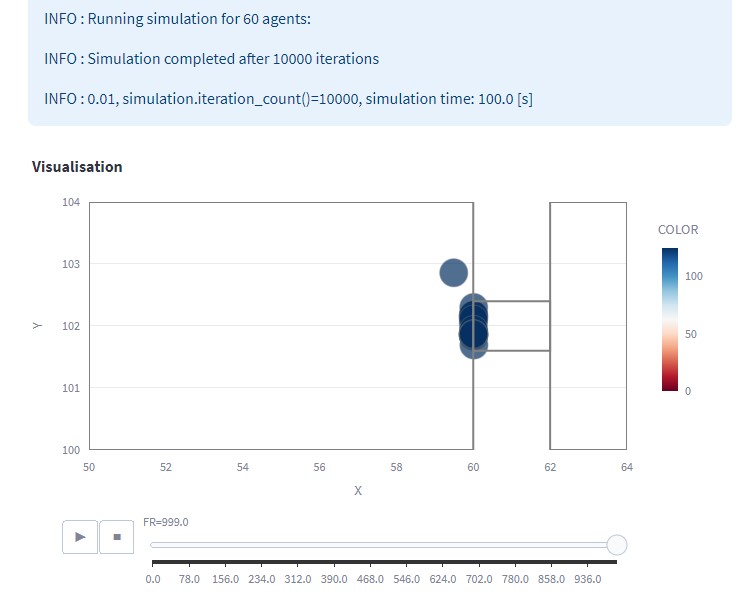 INFO : Running simulation for 60 agents:
INFO : Simulation completed after 10000 iterations
INFO : 0.01, simulation.iteration_count()=10000, simulation time: 100.0 [s]
Visualisation
104
103
102
101
100
Y
50 52 54 56 58 60 62 64
X
COLOR
100
50
0
FR=999.0
0.0 78.0 156.0 234.0 312.0 390.0 468.0 546.0 624.0 702.0 780.0 858.0 936.0